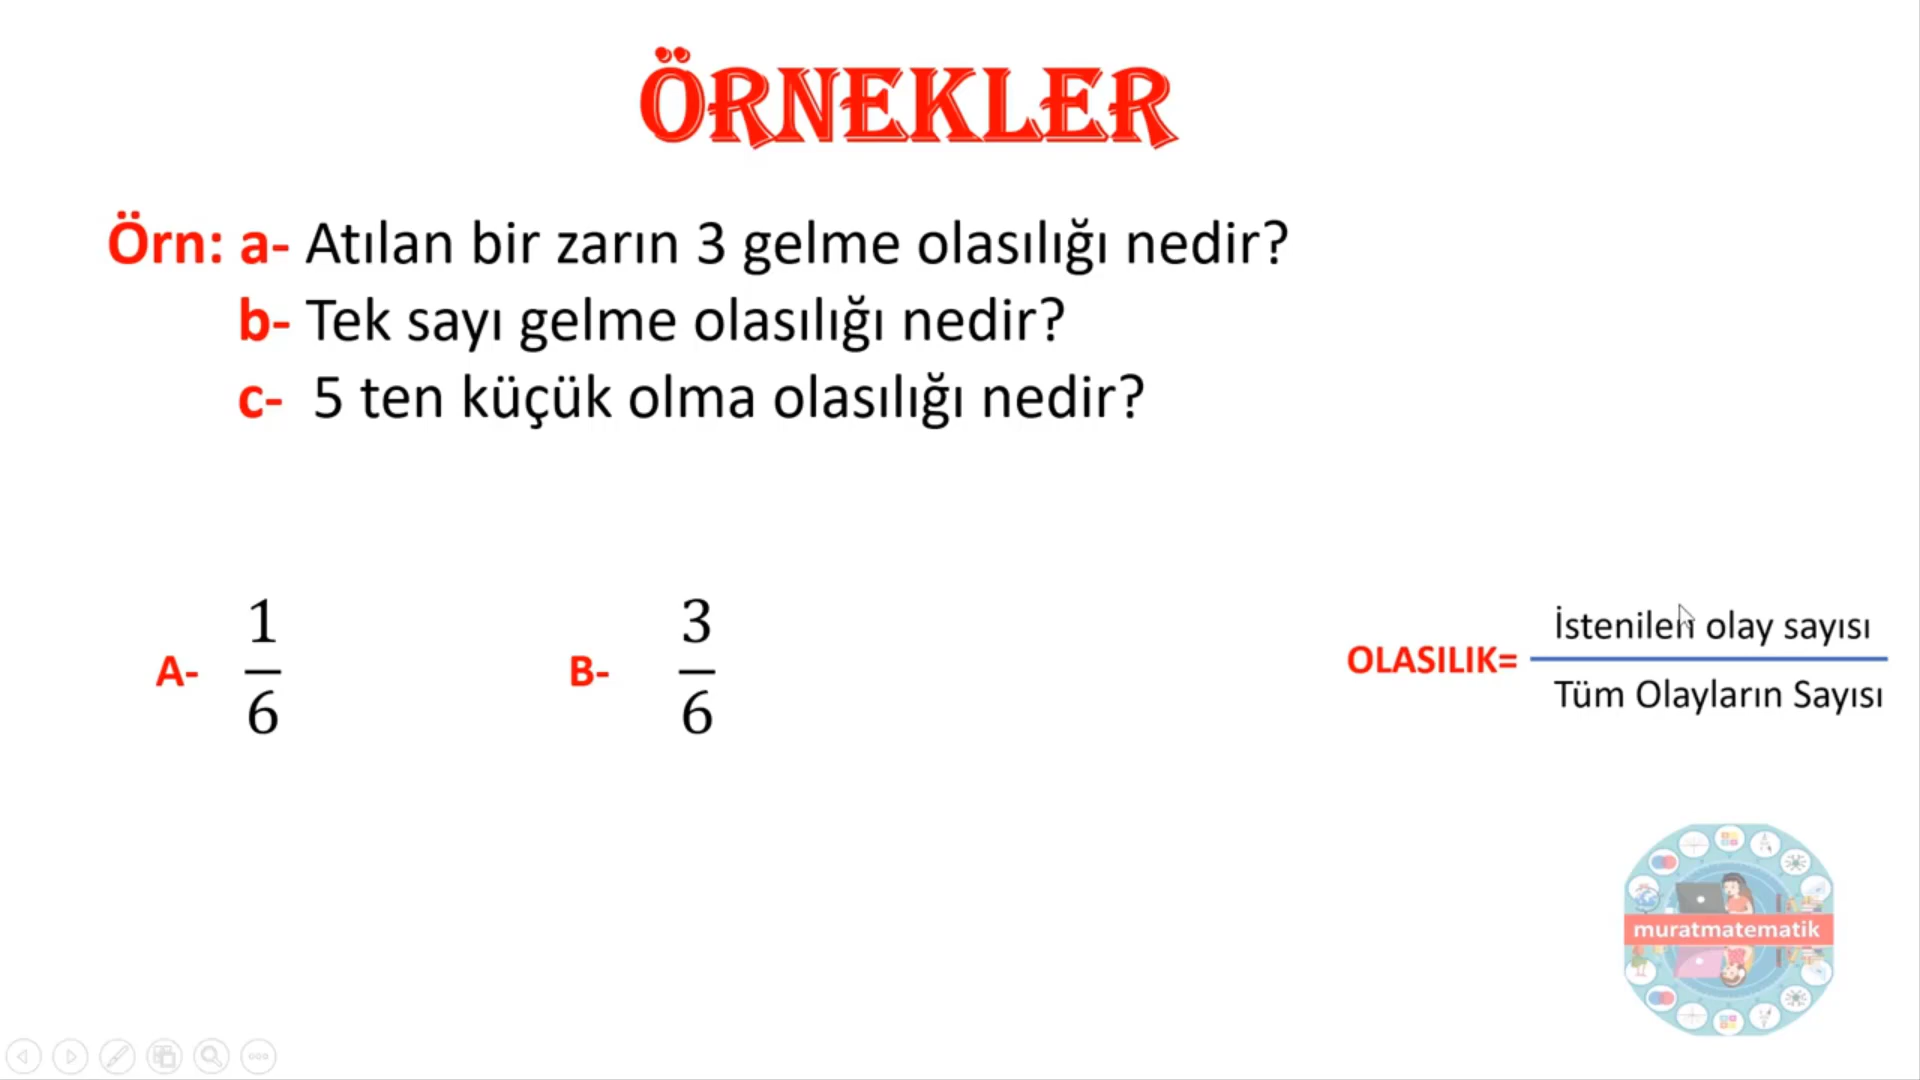 ÖRNEKLER
Örn: a- Atılan bir zarın 3 gelme olasılığı nedir?
b- Tek sayı gelme olasılığı nedir?
c- 5 ten küçük olma olasılığı nedir?
A- 1/6
B- 3/6
OLASILIK=
İstenilen olay sayısı
Tüm Olayların Sayısı
muratmatematik